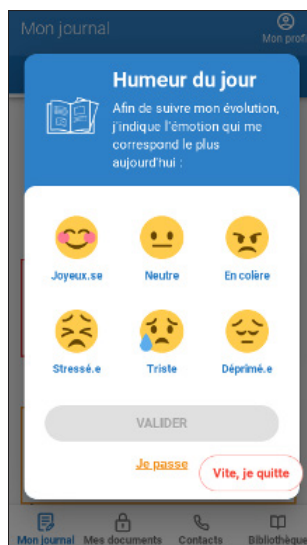 Mon journal
Mon profi
Humeur du jour
Afin de suivre mon évolution,
j'indique l'émotion qui me
correspond le plus
aujourd'hui :
Joyeux.se Neutre En colère
Stressé.e Triste Déprimé.e
VALIDER
Je passe
Vite, je quitte
Mon journal Mes documents Contacts Bibliothèque